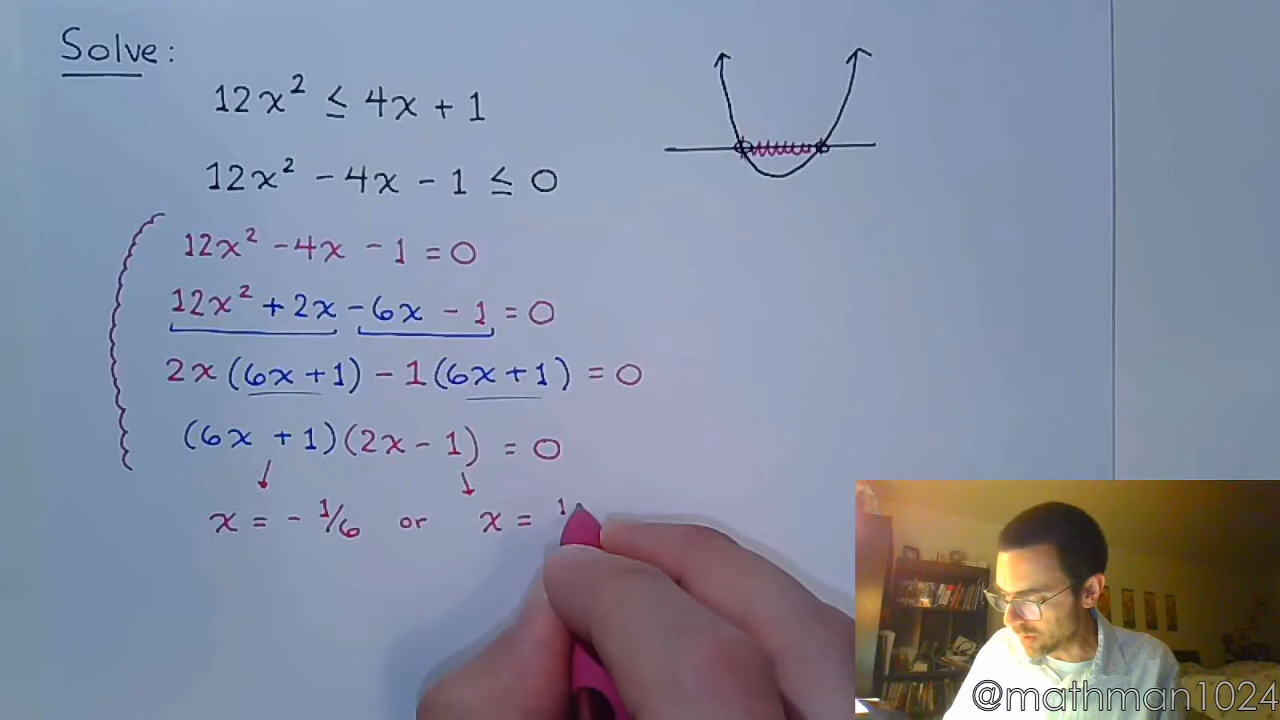 Solve:
12x² ≤ 4x + 1
12x² - 4x - 1 ≤ 0
12x² - 4x - 1 = 0
12x² + 2x - 6x - 1 = 0
2x(6x + 1) - 1(6x + 1) = 0
(6x + 1)(2x - 1) = 0
x = - 1/6 or x = 1
@mathman1024